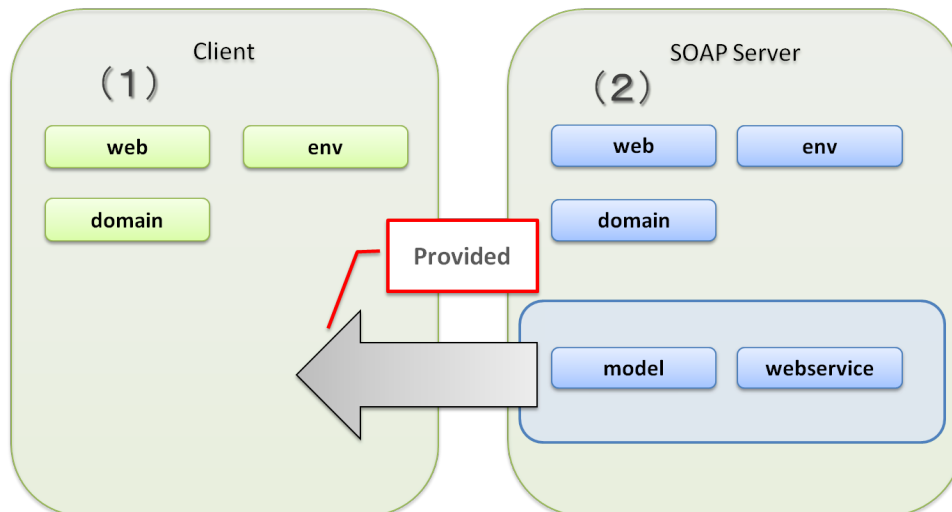 Client
（1）
web
env
domain
SOAP Server
（2）
web
env
domain
Provided
model
webservice